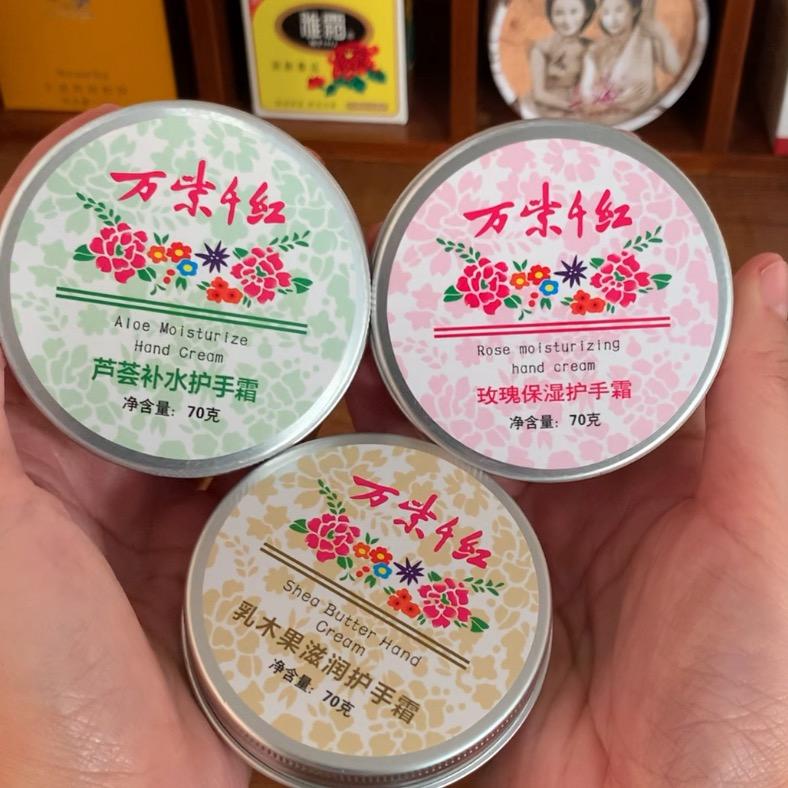 雅霜
万紫千红
Aloe Moisturize
Hand Cream
芦荟补水护手霜
净含量: 70克
万紫千红
Rose moisturizing
hand cream
玫瑰保湿护手霜
净含量: 70克
万紫千红
Shea Butter Hand
Cream
乳木果滋润护手霜
净含量: 70克